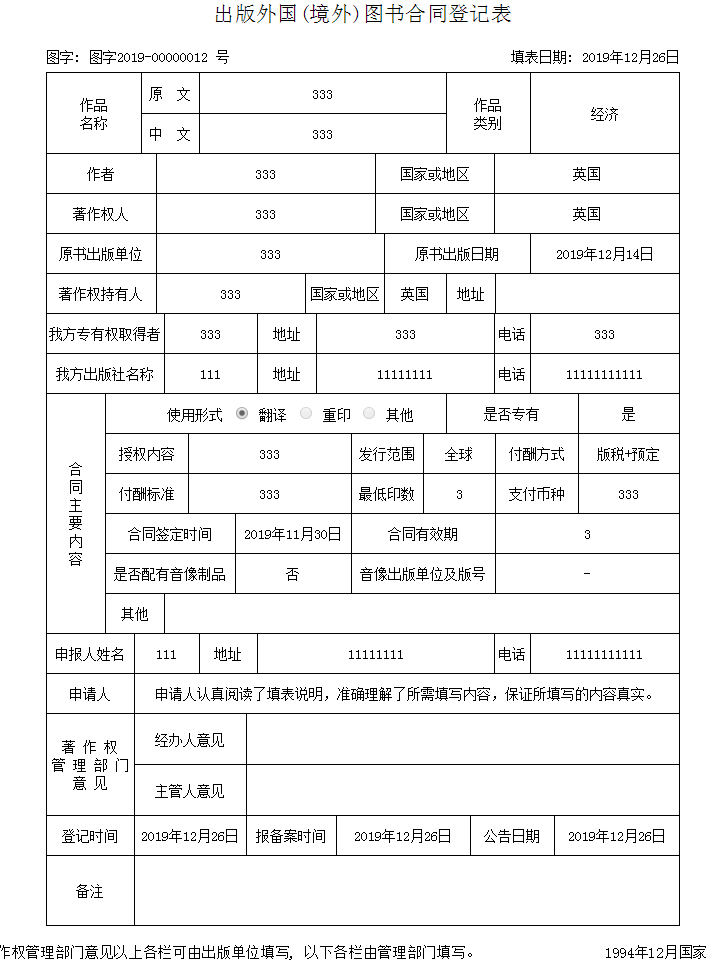 出版外国(境外)图书合同登记表
图字: 图字2019-00000012 号 填表日期: 2019年12月26日
作品名称 原 文 333 作品类别 经济
中 文 333
作者 333 国家或地区 英国
著作权人 333 国家或地区 英国
原书出版单位 333 原书出版日期 2019年12月14日
著作权持有人 333 国家或地区 英国 地址
我方专有权取得者 333 地址 333 电话 333
我方出版社名称 111 地址 11111111 电话 11111111111
合同主要内容 使用形式 翻译 重印 其他 是否专有 是
授权内容 333 发行范围 全球 付酬方式 版税+预定
付酬标准 333 最低印数 3 支付币种 333
合同签定时间 2019年11月30日 合同有效期 3
是否配有音像制品 否 音像出版单位及版号 -
其他
申报人姓名 111 地址 11111111 电话 11111111111
申请人 申请人认真阅读了填表说明，准确理解了所需填写内容，保证所填写的内容真实。
著 作 权
管 理 部 门
意 见
经办人意见
主管人意见
登记时间 2019年12月26日 报备案时间 2019年12月26日 公告日期 2019年12月26日
备注
作权管理部门意见以上各栏可由出版单位填写, 以下各栏由管理部门填写。 1994年12月国家